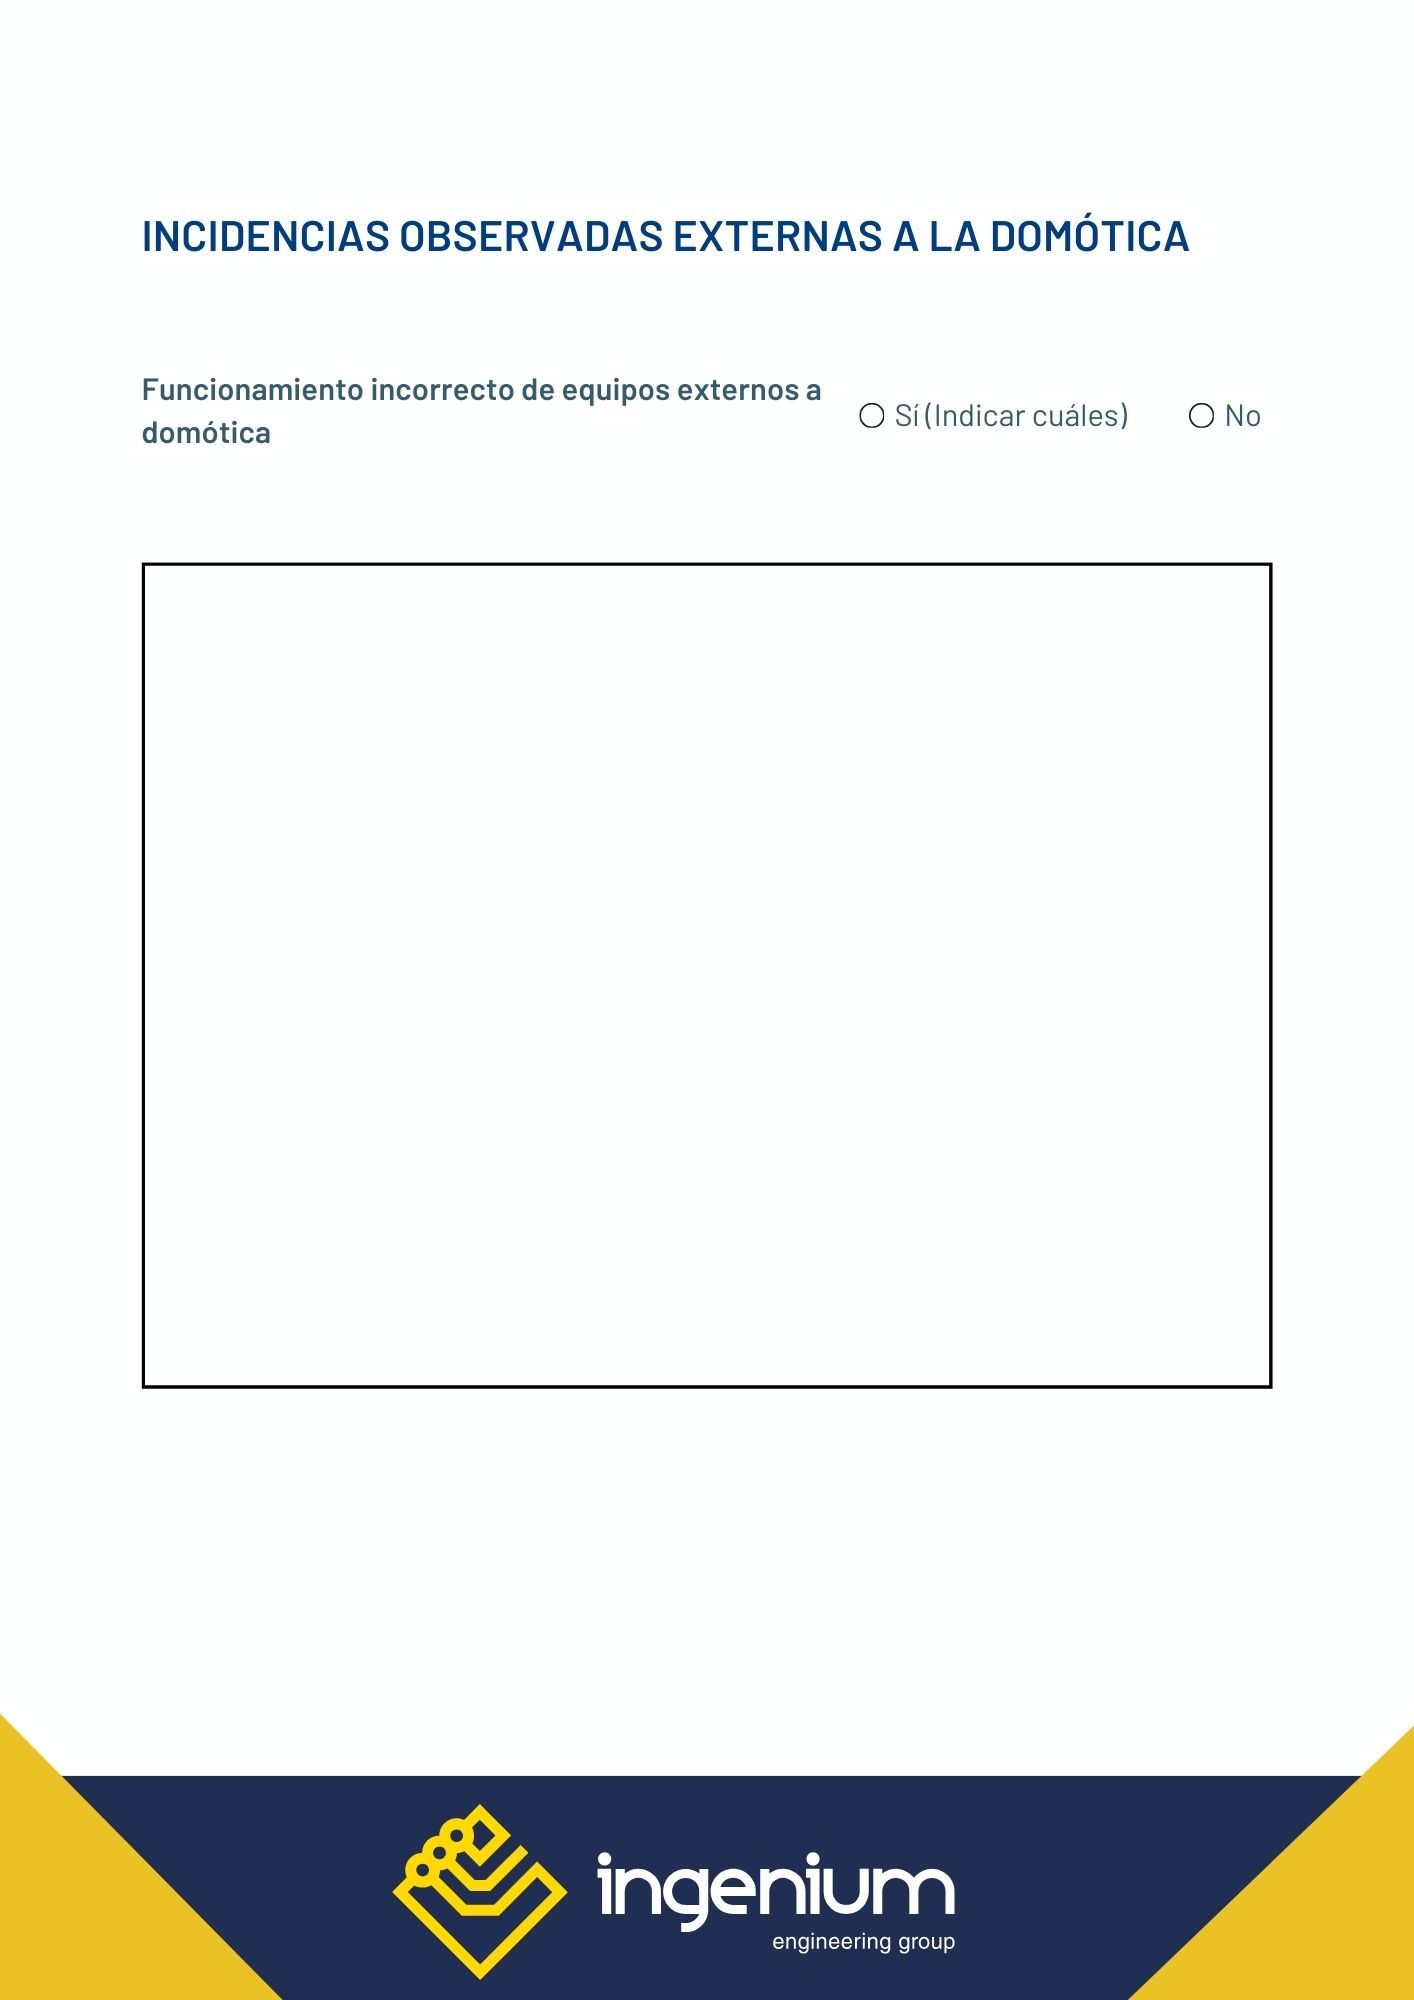 INCIDENCIAS OBSERVADAS EXTERNAS A LA DOMÓTICA
Funcionamiento incorrecto de equipos externos a
domótica
Sí (Indicar cuáles)
No
ingenium
engineering group